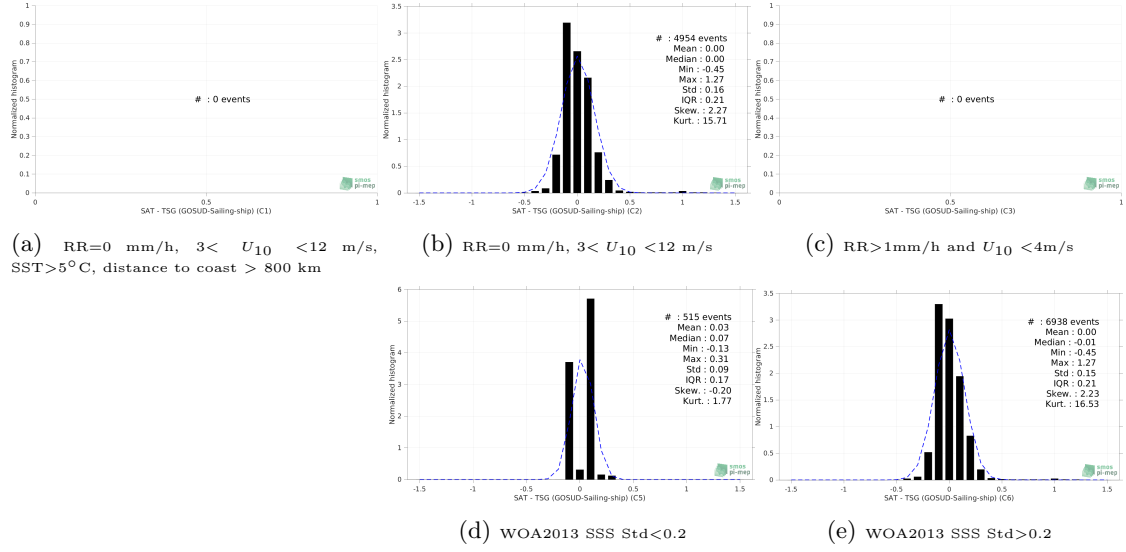 1
0.9
0.8
0.7
0.6
0.5
0.4
0.3
0.2
0.1
0
Normalized histogram
# : 0 events
smos
pi-mep
0 0.5 1
SAT - TSG (GOSUD-Sailing-ship) (C1)
(a) RR=0 mm/h, 3< U10 <12 m/s,
SST>5°C, distance to coast > 800 km
3.5
3
2.5
2
1.5
1
0.5
0
Normalized histogram
# : 4954 events
Mean : 0.00
Median : 0.00
Min : -0.45
Max : 1.27
Std : 0.16
IQR : 0.21
Skew. : 2.27
Kurt. : 15.71
smos
pi-mep
-1.5 -1 -0.5 0 0.5 1 1.5
SAT - TSG (GOSUD-Sailing-ship) (C2)
(b) RR=0 mm/h, 3< U10 <12 m/s
1
0.9
0.8
0.7
0.6
0.5
0.4
0.3
0.2
0.1
0
Normalized histogram
# : 0 events
smos
pi-mep
0 0.5 1
SAT - TSG (GOSUD-Sailing-ship) (C3)
(c) RR>1mm/h and U10 <4m/s
6
5
4
3
2
1
0
Normalized histogram
# : 515 events
Mean : 0.03
Median : 0.07
Min : -0.13
Max : 0.31
Std : 0.09
IQR : 0.17
Skew. : -0.20
Kurt. : 1.77
smos
pi-mep
-1.5 -1 -0.5 0 0.5 1 1.5
SAT - TSG (GOSUD-Sailing-ship) (C5)
(d) WOA2013 SSS Std<0.2
3.5
3
2.5
2
1.5
1
0.5
0
Normalized histogram
# : 6938 events
Mean : 0.00
Median : -0.01
Min : -0.45
Max : 1.27
Std : 0.15
IQR : 0.21
Skew. : 2.23
Kurt. : 16.53
smos
pi-mep
-1.5 -1 -0.5 0 0.5 1 1.5
SAT - TSG (GOSUD-Sailing-ship) (C6)
(e) WOA2013 SSS Std>0.2